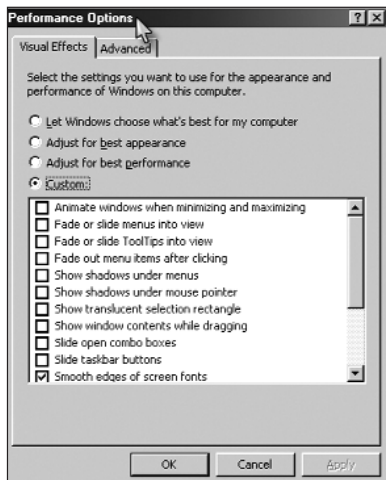 Performance Options
Visual Effects Advanced
Select the settings you want to use for the appearance and
performance of Windows on this computer.
Let Windows choose what's best for my computer
Adjust for best appearance
Adjust for best performance
Custom:
Animate windows when minimizing and maximizing
Fade or slide menus into view
Fade or slide ToolTips into view
Fade out menu items after clicking
Show shadows under menus
Show shadows under mouse pointer
Show translucent selection rectangle
Show window contents while dragging
Slide open combo boxes
Slide taskbar buttons
Smooth edges of screen fonts
OK Cancel Apply